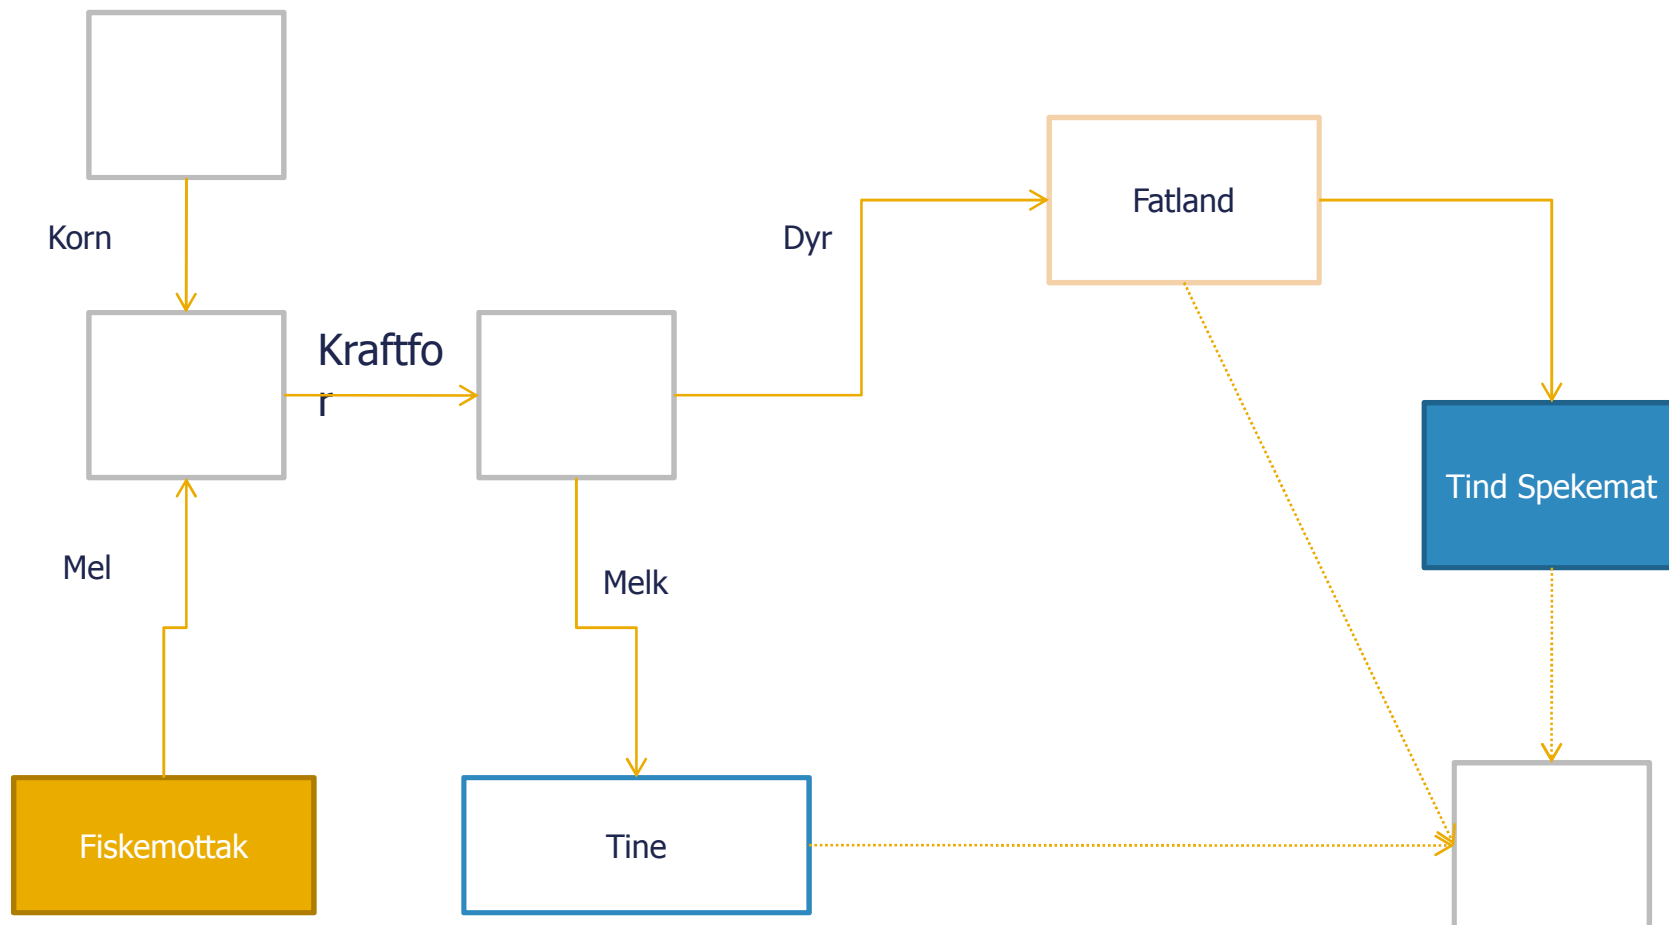 Fatland
Korn
Dyr
Kraftfo
r
Tind Spekemat
Mel
Melk
Fiskemottak
Tine